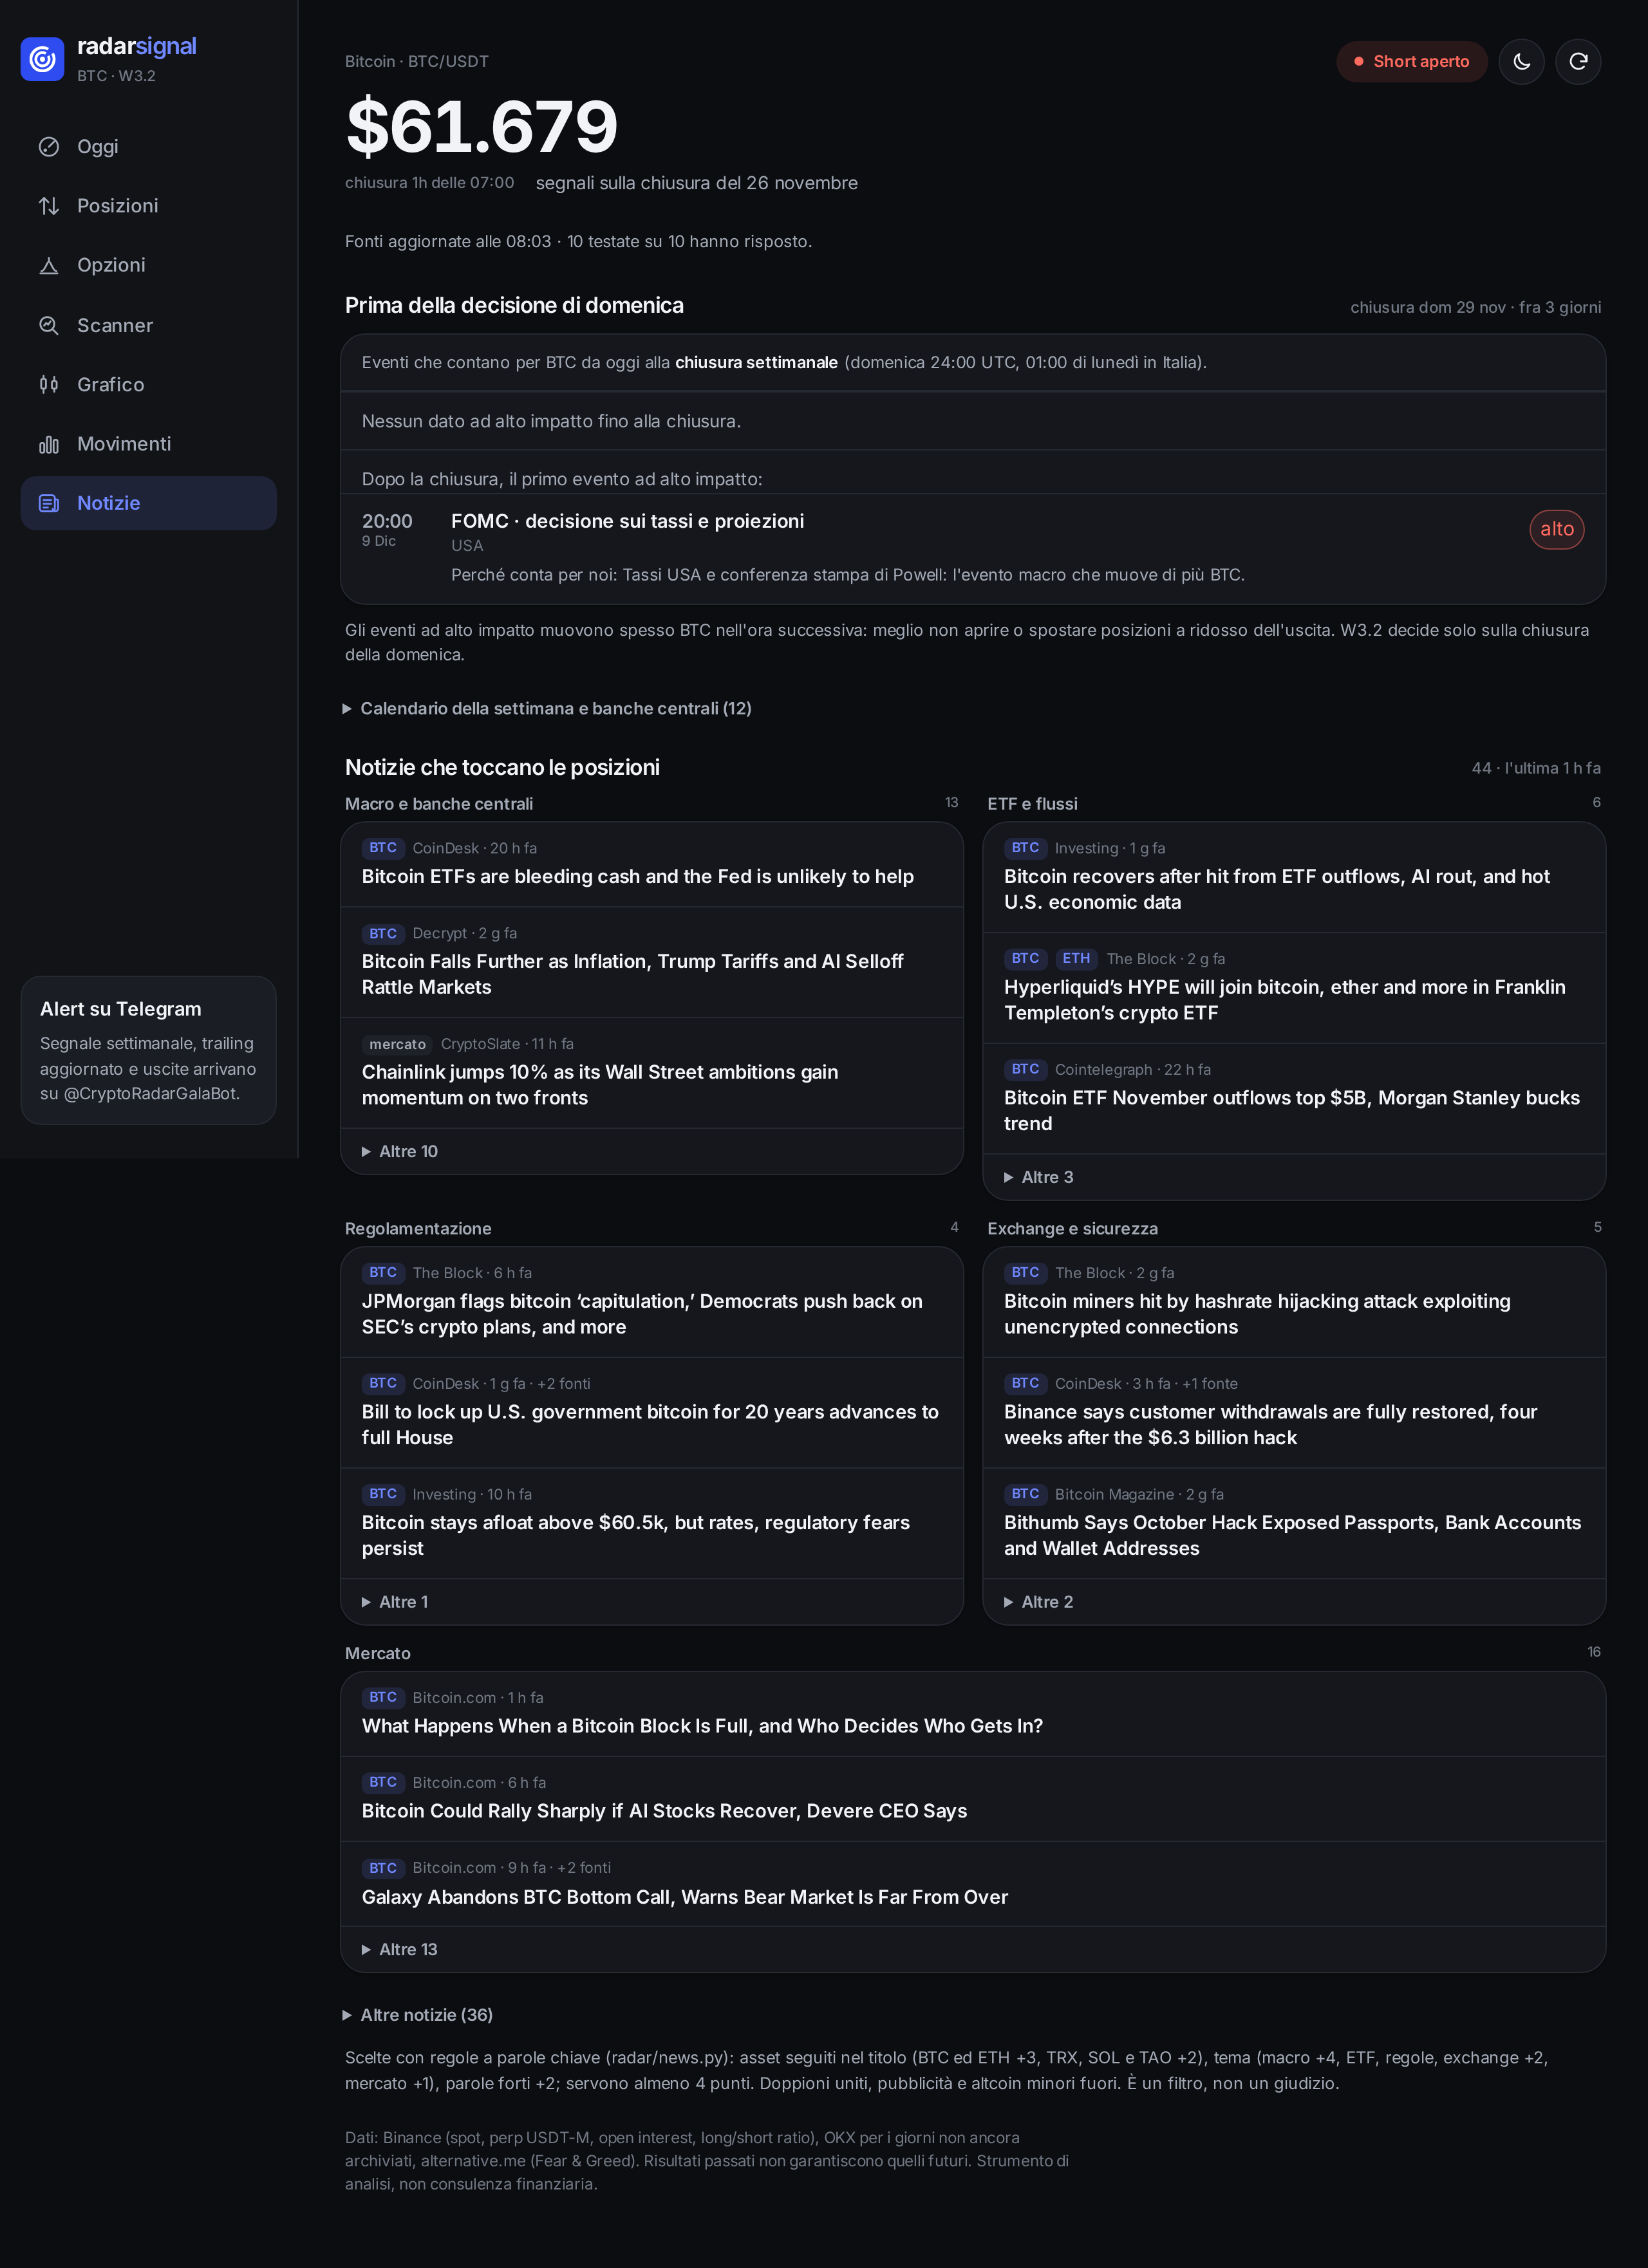 radarsignal
BTC · W3.2
Oggi
Posizioni
Opzioni
Scanner
Grafico
Movimenti
Notizie
Alert su Telegram
Segnale settimanale, trailing
aggiornato e uscite arrivano
su @CryptoRadarGalaBot.
Bitcoin · BTC/USDT
Short aperto
$61.679
chiusura 1h delle 07:00 segnali sulla chiusura del 26 novembre
Fonti aggiornate alle 08:03 · 10 testate su 10 hanno risposto.
Prima della decisione di domenica
chiusura dom 29 nov · fra 3 giorni
Eventi che contano per BTC da oggi alla chiusura settimanale (domenica 24:00 UTC, 01:00 di lunedì in Italia).
Nessun dato ad alto impatto fino alla chiusura.
Dopo la chiusura, il primo evento ad alto impatto:
20:00
9 Dic
FOMC · decisione sui tassi e proiezioni
USA
Perché conta per noi: Tassi USA e conferenza stampa di Powell: l'evento macro che muove di più BTC.
alto
Gli eventi ad alto impatto muovono spesso BTC nell'ora successiva: meglio non aprire o spostare posizioni a ridosso dell'uscita. W3.2 decide solo sulla chiusura
della domenica.
Calendario della settimana e banche centrali (12)
Notizie che toccano le posizioni
44 · l'ultima 1 h fa
Macro e banche centrali 13
BTC CoinDesk · 20 h fa
Bitcoin ETFs are bleeding cash and the Fed is unlikely to help
BTC Decrypt · 2 g fa
Bitcoin Falls Further as Inflation, Trump Tariffs and AI Selloff
Rattle Markets
mercato CryptoSlate · 11 h fa
Chainlink jumps 10% as its Wall Street ambitions gain
momentum on two fronts
Altre 10
ETF e flussi 6
BTC Investing · 1 g fa
Bitcoin recovers after hit from ETF outflows, AI rout, and hot
U.S. economic data
BTC ETH The Block · 2 g fa
Hyperliquid’s HYPE will join bitcoin, ether and more in Franklin
Templeton’s crypto ETF
BTC Cointelegraph · 22 h fa
Bitcoin ETF November outflows top $5B, Morgan Stanley bucks
trend
Altre 3
Regolamentazione 4
BTC The Block · 6 h fa
JPMorgan flags bitcoin ‘capitulation,’ Democrats push back on
SEC’s crypto plans, and more
BTC CoinDesk · 1 g fa · +2 fonti
Bill to lock up U.S. government bitcoin for 20 years advances to
full House
BTC Investing · 10 h fa
Bitcoin stays afloat above $60.5k, but rates, regulatory fears
persist
Altre 1
Exchange e sicurezza 5
BTC The Block · 2 g fa
Bitcoin miners hit by hashrate hijacking attack exploiting
unencrypted connections
BTC CoinDesk · 3 h fa · +1 fonte
Binance says customer withdrawals are fully restored, four
weeks after the $6.3 billion hack
BTC Bitcoin Magazine · 2 g fa
Bithumb Says October Hack Exposed Passports, Bank Accounts
and Wallet Addresses
Altre 2
Mercato 16
BTC Bitcoin.com · 1 h fa
What Happens When a Bitcoin Block Is Full, and Who Decides Who Gets In?
BTC Bitcoin.com · 6 h fa
Bitcoin Could Rally Sharply if AI Stocks Recover, Devere CEO Says
BTC Bitcoin.com · 9 h fa · +2 fonti
Galaxy Abandons BTC Bottom Call, Warns Bear Market Is Far From Over
Altre 13
Altre notizie (36)
Scelte con regole a parole chiave (radar/news.py): asset seguiti nel titolo (BTC ed ETH +3, TRX, SOL e TAO +2), tema (macro +4, ETF, regole, exchange +2,
mercato +1), parole forti +2; servono almeno 4 punti. Doppioni uniti, pubblicità e altcoin minori fuori. È un filtro, non un giudizio.
Dati: Binance (spot, perp USDT-M, open interest, long/short ratio), OKX per i giorni non ancora
archiviati, alternative.me (Fear & Greed). Risultati passati non garantiscono quelli futuri. Strumento di
analisi, non consulenza finanziaria.